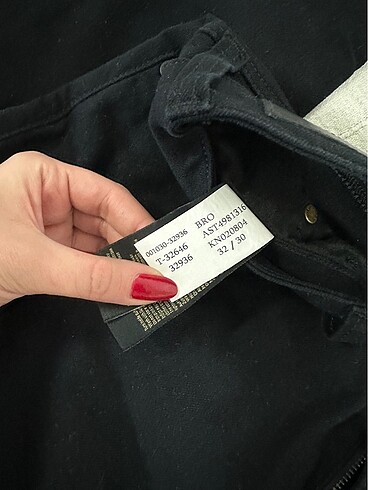 001030-32936 BRO
T-32646 AST4981316
32936 KN020804
32 / 30